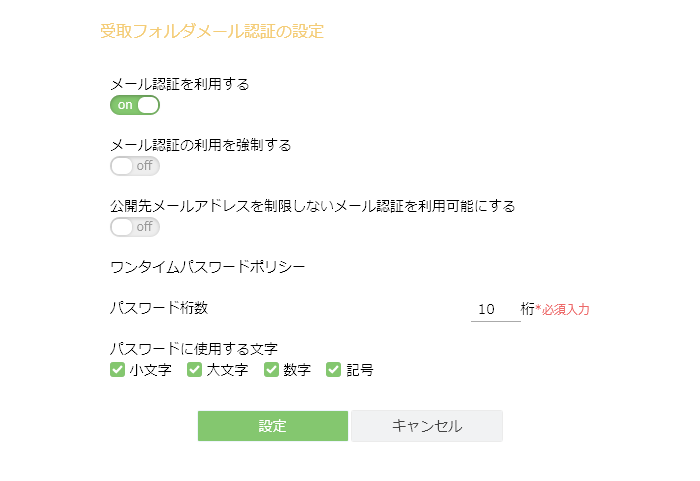 受取フォルダメール認証の設定
メール認証を利用する
on
メール認証の利用を強制する
off
公開先メールアドレスを制限しないメール認証を利用可能にする
off
ワンタイムパスワードポリシー
パスワード桁数 10 桁*必須入力
パスワードに使用する文字
小文字 大文字 数字 記号
設定 キャンセル